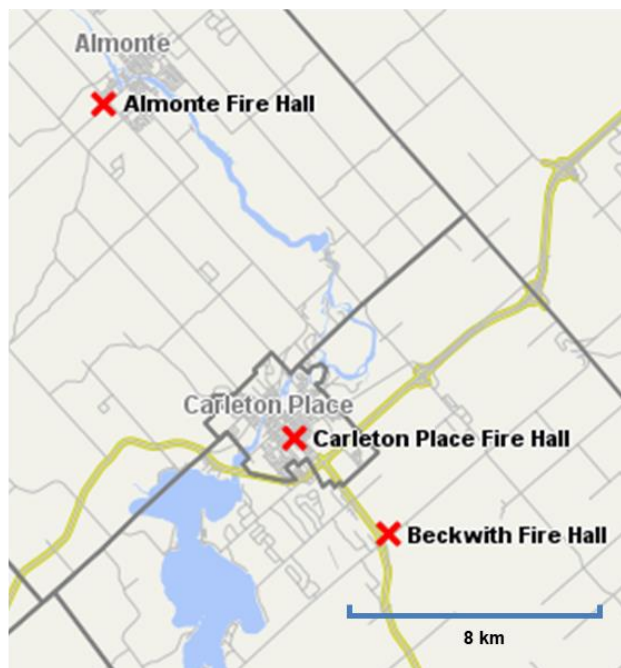 Almonte
Almonte Fire Hall
Carleton Place
Carleton Place Fire Hall
Beckwith Fire Hall
8 km